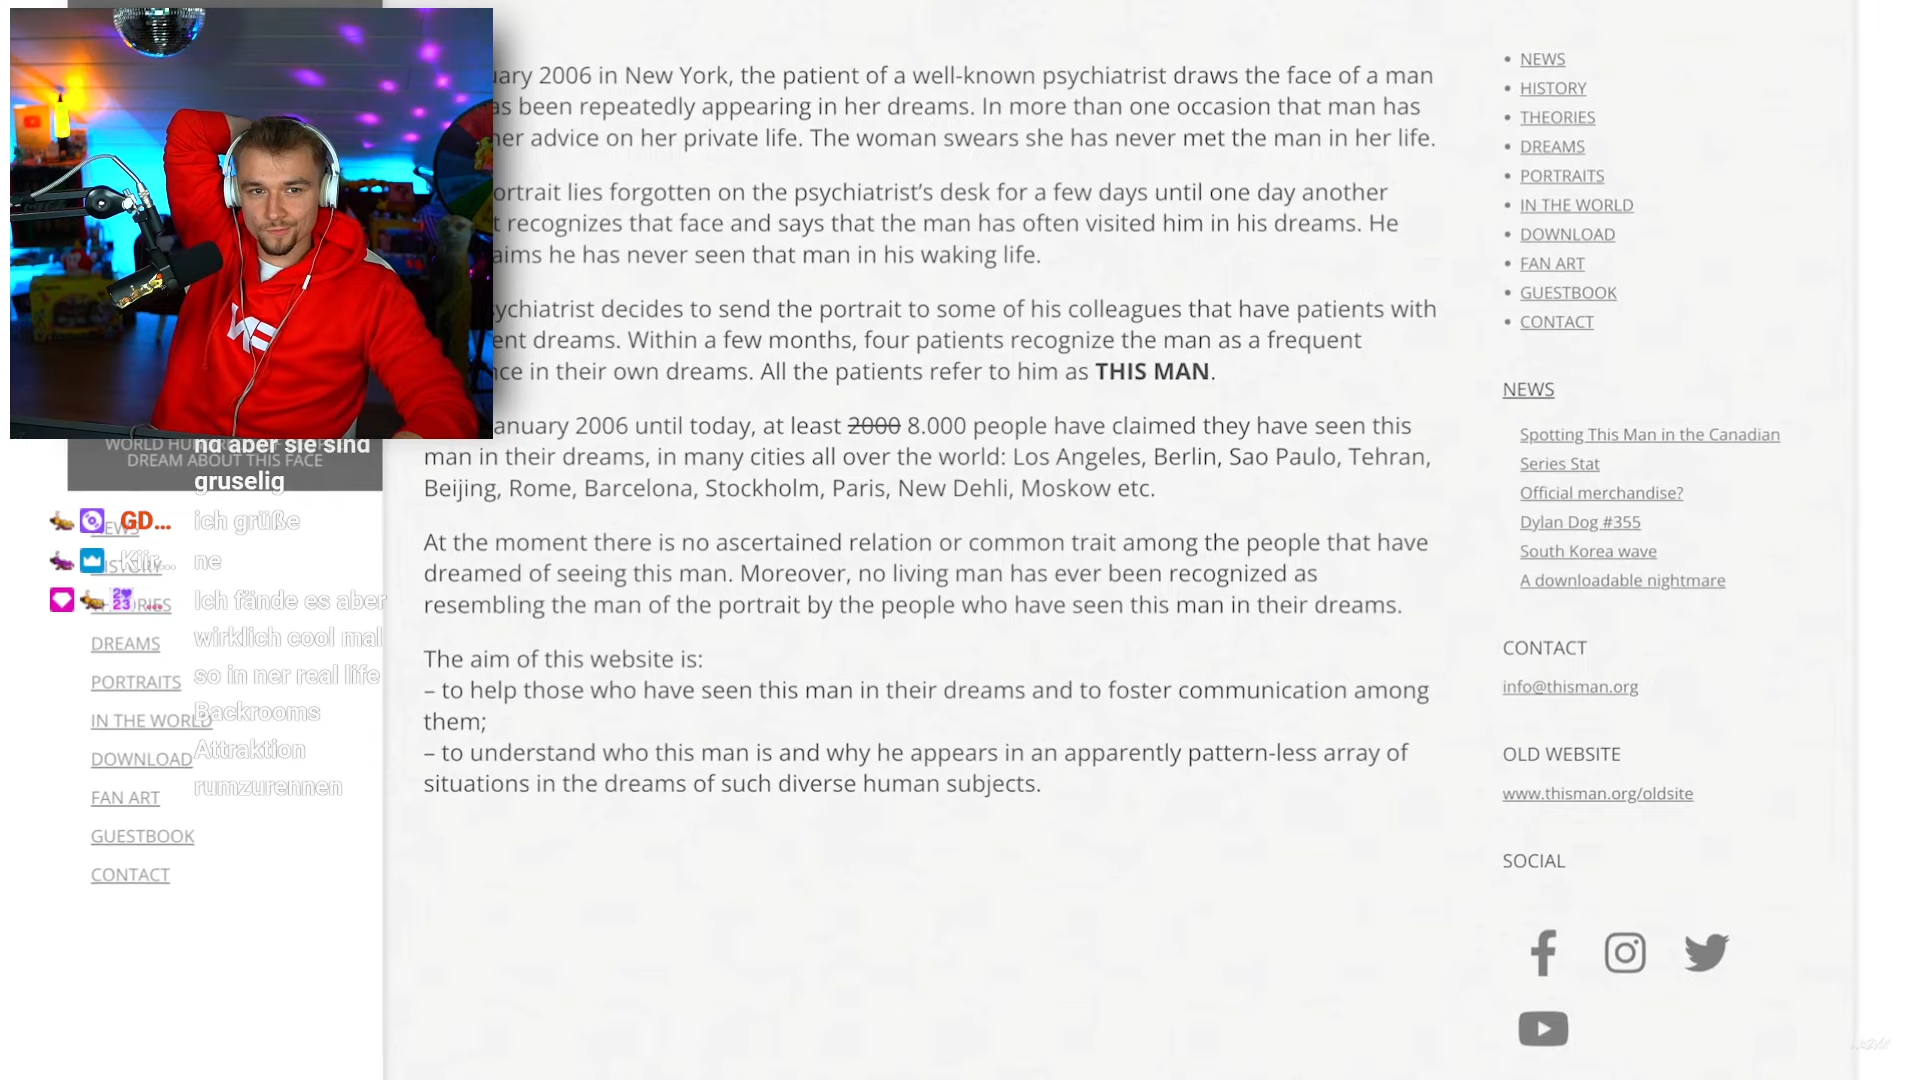 uary 2006 in New York, the patient of a well-known psychiatrist draws the face of a man
as been repeatedly appearing in her dreams. In more than one occasion that man has
her advice on her private life. The woman swears she has never met the man in her life.
ortrait lies forgotten on the psychiatrist’s desk for a few days until one day another
t recognizes that face and says that the man has often visited him in his dreams. He
aims he has never seen that man in his waking life.
sychiatrist decides to send the portrait to some of his colleagues that have patients with
ent dreams. Within a few months, four patients recognize the man as a frequent
nce in their own dreams. All the patients refer to him as THIS MAN.
anuary 2006 until today, at least 2000 8.000 people have claimed they have seen this
man in their dreams, in many cities all over the world: Los Angeles, Berlin, Sao Paulo, Tehran,
Beijing, Rome, Barcelona, Stockholm, Paris, New Dehli, Moskow etc.
At the moment there is no ascertained relation or common trait among the people that have
dreamed of seeing this man. Moreover, no living man has ever been recognized as
resembling the man of the portrait by the people who have seen this man in their dreams.
The aim of this website is:
– to help those who have seen this man in their dreams and to foster communication among
them;
– to understand who this man is and why he appears in an apparently pattern-less array of
situations in the dreams of such diverse human subjects.
DREAM ABOUT THIS FACE
nd aber sie sind
gruselig
GD... ich grüße
ne
Ich fände es aber
wirklich cool mal
so in ner real life
Backrooms
Attraktion
rumzurennen
NEWS
HISTORY
THEORIES
DREAMS
PORTRAITS
IN THE WORLD
DOWNLOAD
FAN ART
GUESTBOOK
CONTACT
NEWS
HISTORY
THEORIES
DREAMS
PORTRAITS
IN THE WORLD
DOWNLOAD
FAN ART
GUESTBOOK
CONTACT
NEWS
Spotting This Man in the Canadian
Series Stat
Official merchandise?
Dylan Dog #355
South Korea wave
A downloadable nightmare
CONTACT
info@thisman.org
OLD WEBSITE
www.thisman.org/oldsite
SOCIAL